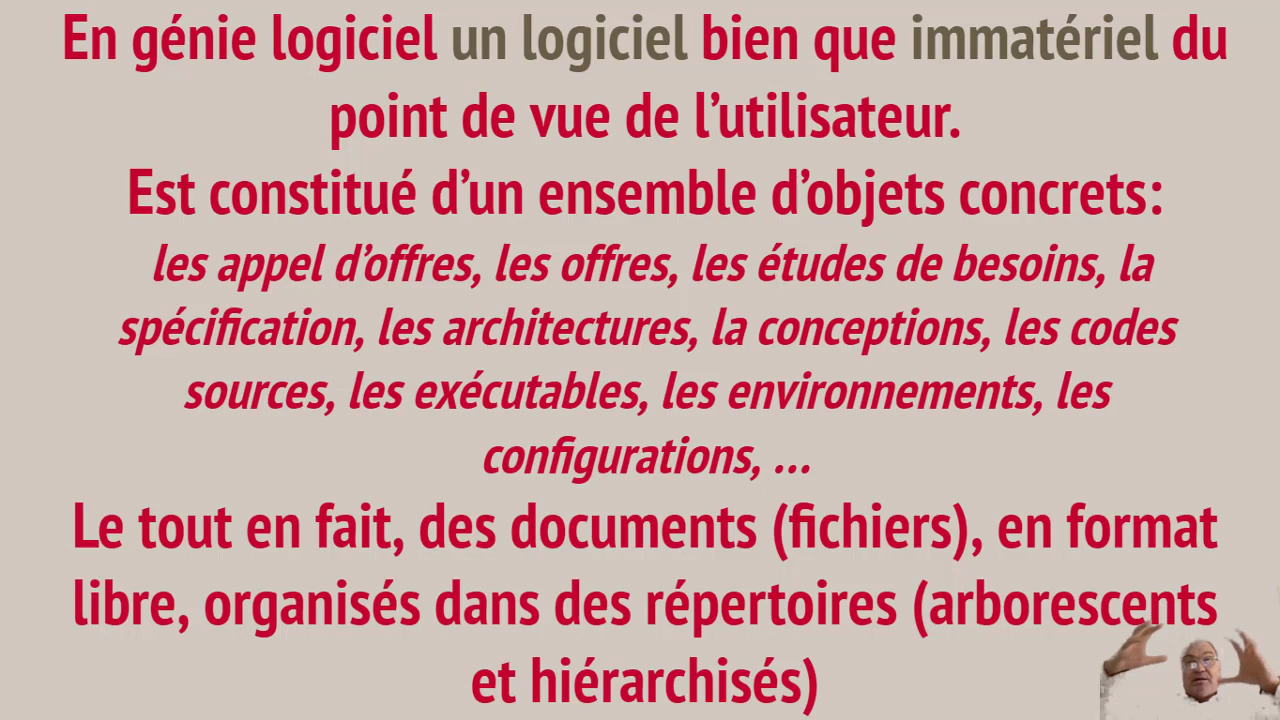 En génie logiciel un logiciel bien que immatériel du
point de vue de l’utilisateur.
Est constitué d’un ensemble d’objets concrets:
les appel d’offres, les offres, les études de besoins, la
spécification, les architectures, la conceptions, les codes
sources, les exécutables, les environnements, les
configurations, ...
Le tout en fait, des documents (fichiers), en format
libre, organisés dans des répertoires (arborescents
et hiérarchisés)